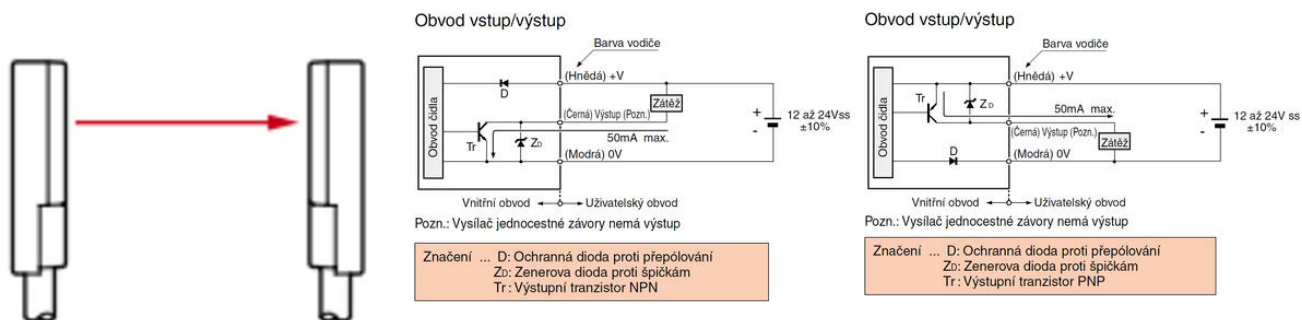 Obvod vstup/výstup
Barva vodiče
(Hnědá) +V
D
Obvod čidla
Zátěž
(Černá) Výstup (Pozn.)
+
-
12 až 24Vss
±10%
Tr
ZD
50mA max.
(Modrá) 0V
Vnitřní obvod
Uživatelský obvod
Pozn.: Vysílač jednocestné závory nemá výstup
Značení ... D: Ochranná dioda proti přepólování
ZD: Zenerova dioda proti špičkám
Tr: Výstupní tranzistor NPN
Obvod vstup/výstup
Barva vodiče
(Hnědá) +V
Obvod čidla
Tr
ZD
50mA max.
+
-
12 až 24V ss
±10%
(Černá) Výstup (Pozn.)
Zátěž
D
(Modrá) 0V
Vnitřní obvod
Uživatelský obvod
Pozn.: Vysílač jednocestné závory nemá výstup
Značení ... D: Ochranná dioda proti přepólování
ZD: Zenerova dioda proti špičkám
Tr: Výstupní tranzistor PNP